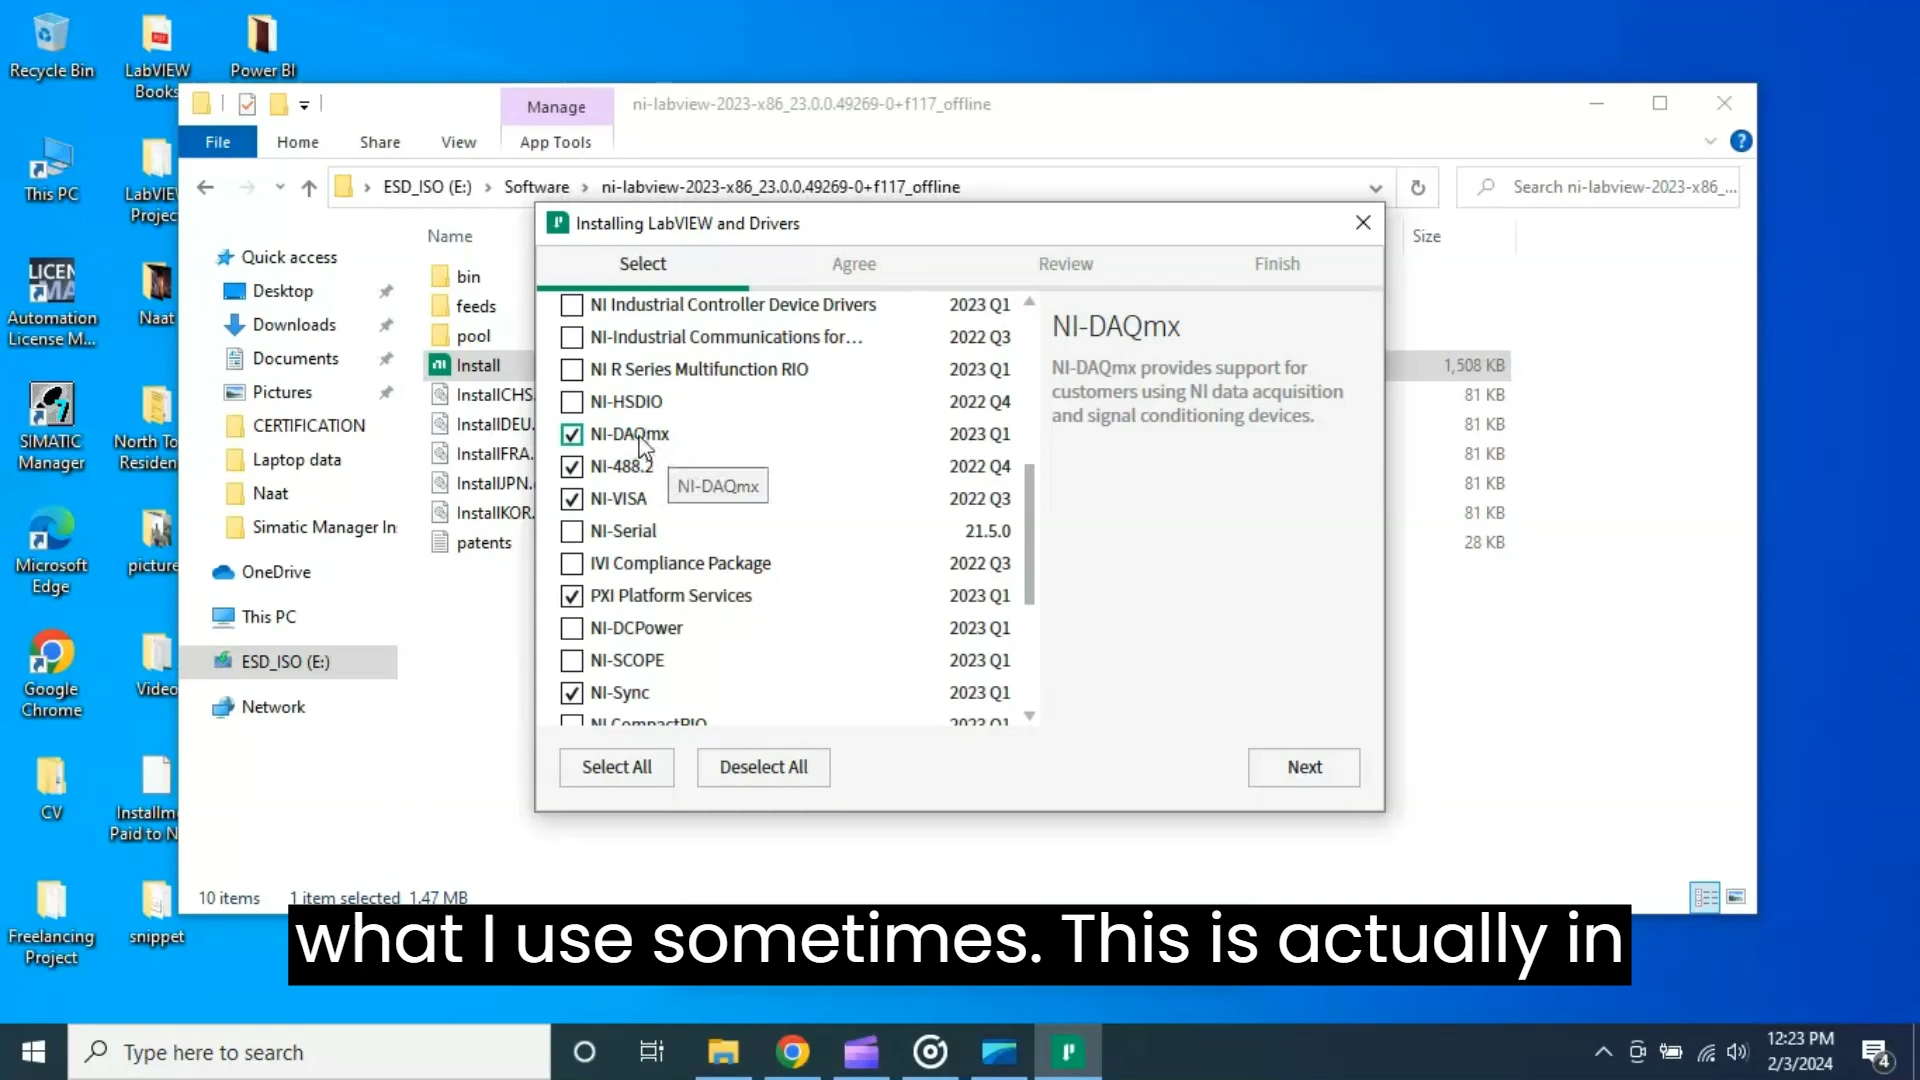 Recycle Bin
LabVIEW
Books
Power BI
This PC
LabVIE
Projec
LICEN
Automation
License M...
Naat
SIMATIC
Manager
North To
Residen
Microsoft
Edge
picture
Google
Chrome
Video
CV
Installm
Paid to N
Freelancing
Project
snippet
Manage
ni-labview-2023-x86_23.0.0.49269-0+f117_offline
File
Home
Share
View
App Tools
ESD_ISO (E:) > Software > ni-labview-2023-x86_23.0.0.49269-0+f117_offline
Search ni-labview-2023-x86_...
Name
Size
Quick access
Desktop
Downloads
Documents
Pictures
CERTIFICATION
Laptop data
Naat
Simatic Manager In
OneDrive
This PC
ESD_ISO (E:)
Network
bin
feeds
pool
Install
1,508 KB
InstallCHS.
81 KB
InstallDEU.
81 KB
InstallFRA.
81 KB
InstallJPN.
81 KB
InstallKOR.
81 KB
patents
28 KB
Installing LabVIEW and Drivers
Select
Agree
Review
Finish
NI Industrial Controller Device Drivers 2023 Q1
NI-Industrial Communications for... 2022 Q3
NI R Series Multifunction RIO 2023 Q1
NI-HSDIO 2022 Q4
NI-DAQmx 2023 Q1
NI-488.2 2022 Q4
NI-DAQmx
NI-VISA 2022 Q3
NI-Serial 21.5.0
IVI Compliance Package 2022 Q3
PXI Platform Services 2023 Q1
NI-DCPower 2023 Q1
NI-SCOPE 2023 Q1
NI-Sync 2023 Q1
NI CompactRIO 2023 Q1
NI-DAQmx
NI-DAQmx provides support for
customers using NI data acquisition
and signal conditioning devices.
Select All
Deselect All
Next
10 items
1 item selected 1.47 MB
what I use sometimes. This is actually in
Type here to search
12:23 PM
2/3/2024
4